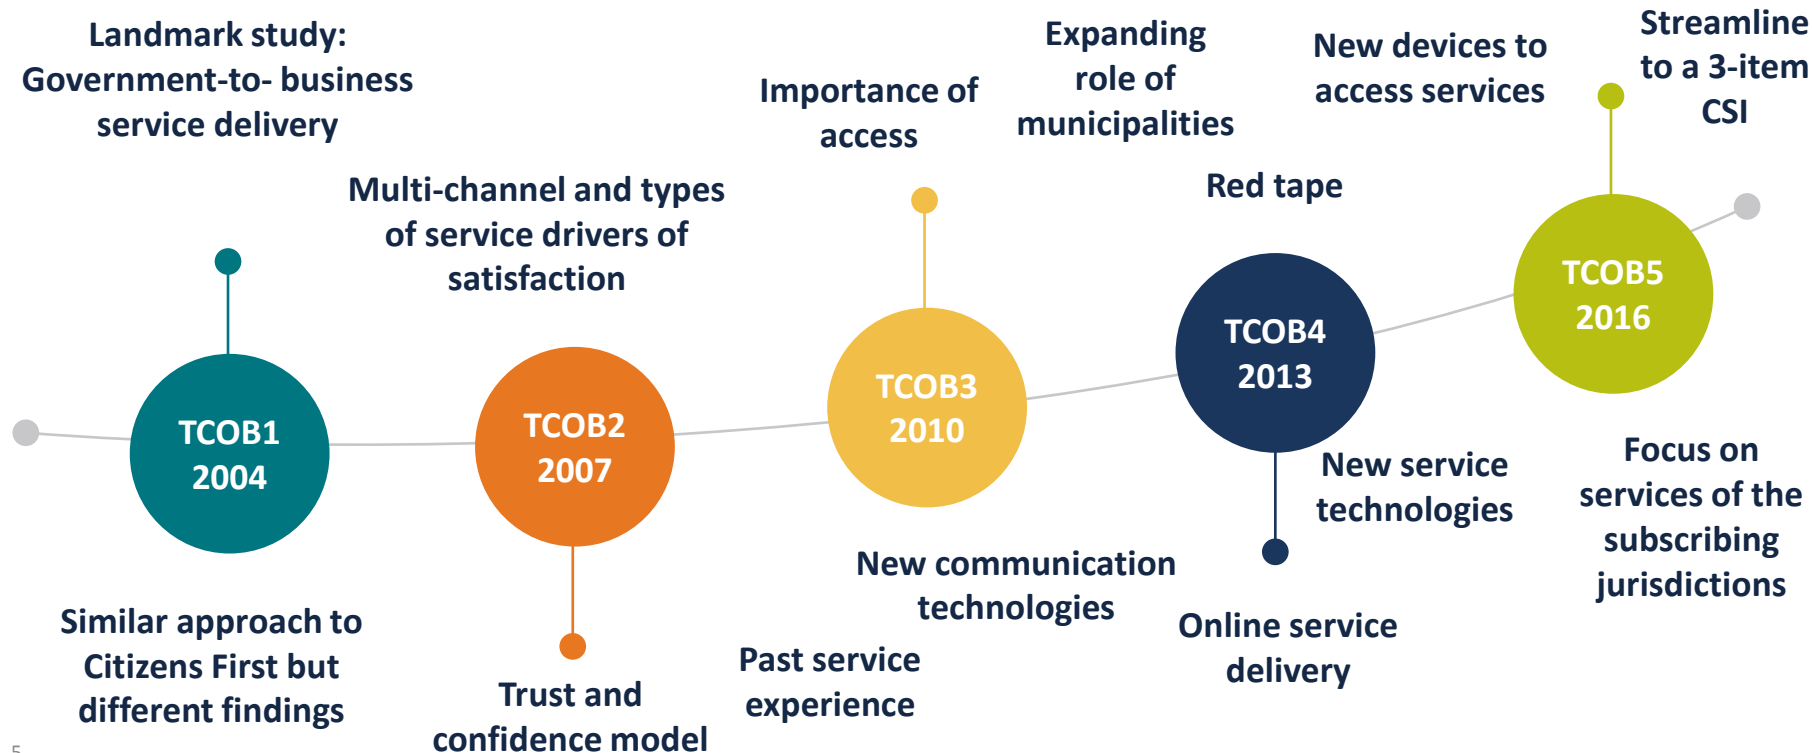 Landmark study:
Government-to- business
service delivery
Multi-channel and types
of service drivers of
satisfaction
Importance of
access
Expanding
role of
municipalities
Red tape
New devices to
access services
Streamline
to a 3-item
CSI
TCOB1
2004
TCOB2
2007
TCOB3
2010
TCOB4
2013
TCOB5
2016
Similar approach to
Citizens First but
different findings
Trust and
confidence model
Past service
experience
New communication
technologies
Online service
delivery
New service
technologies
Focus on
services of the
subscribing
jurisdictions
5